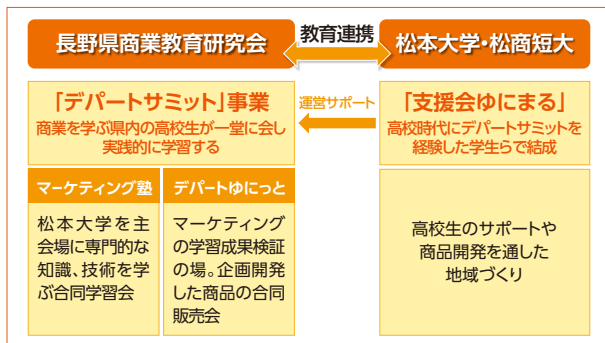 長野県商業教育研究会
教育連携
松本大学・松商短大
「デパートサミット」事業
商業を学ぶ県内の高校生が一堂に会し
実践的に学習する
運営サポート
「支援会ゆにまる」
高校時代にデパートサミットを
経験した学生らで結成
マーケティング塾
松本大学を主
会場に専門的な
知識、技術を学
ぶ合同学習会
デパートゆにっと
マーケティング
の学習成果検証
の場。企画開発
した商品の合同
販売会
高校生のサポートや
商品開発を通した
地域づくり